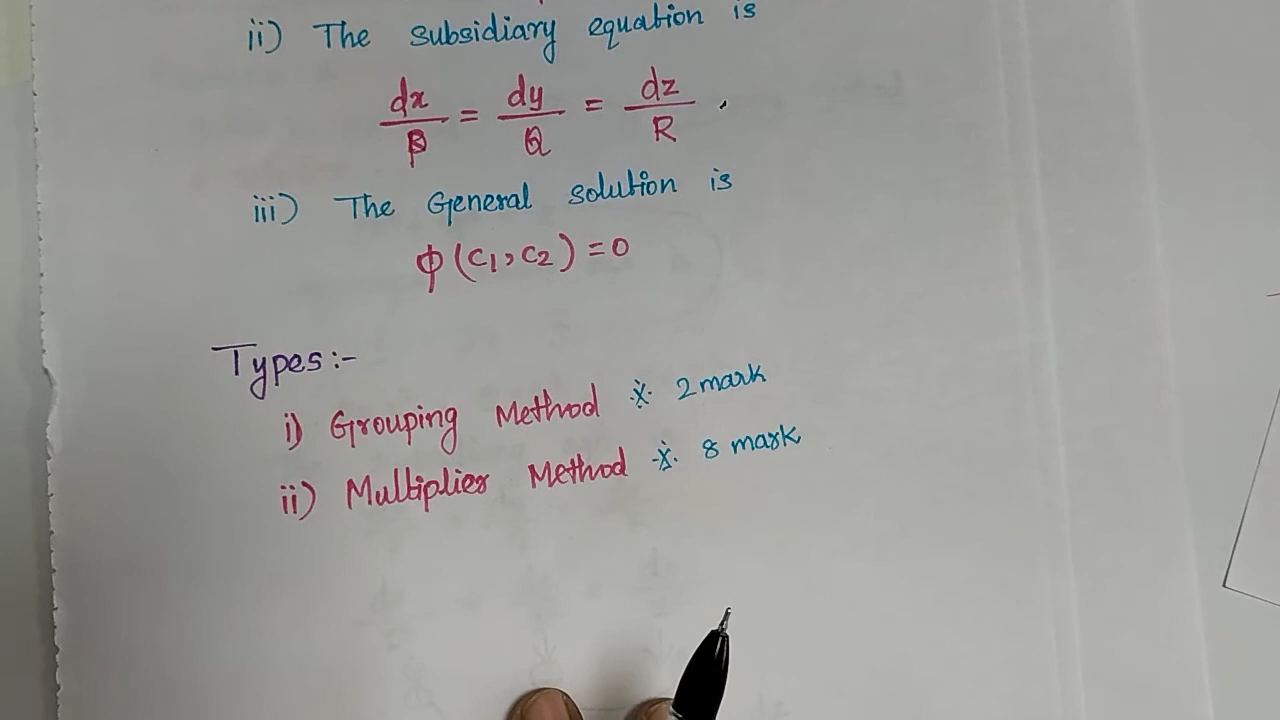 ii) The subsidiary equation is
dx/P = dy/Q = dz/R .
iii) The General solution is
ϕ(c₁, c₂) = 0
Types:-
i) Grouping Method ※ 2 mark
ii) Multiplier Method ※ 8 mark